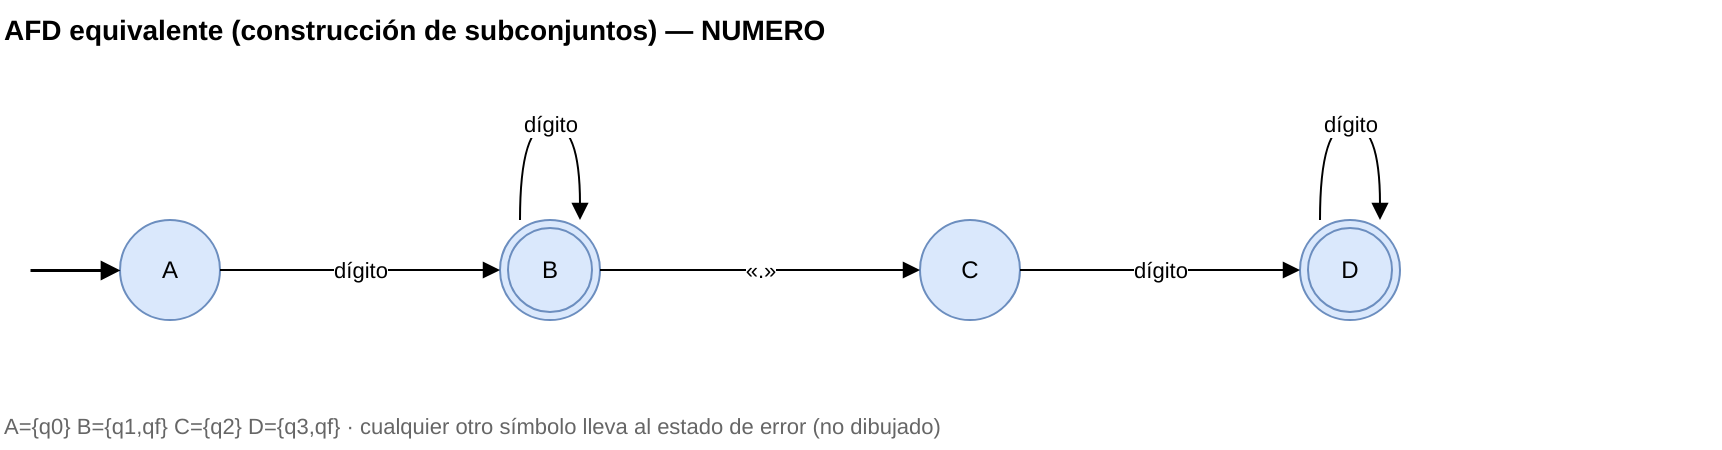 AFD equivalente (construcción de subconjuntos) — NUMERO
dígito
dígito
A
dígito
B
«.»
C
dígito
D
A={q0} B={q1,qf} C={q2} D={q3,qf} · cualquier otro símbolo lleva al estado de error (no dibujado)